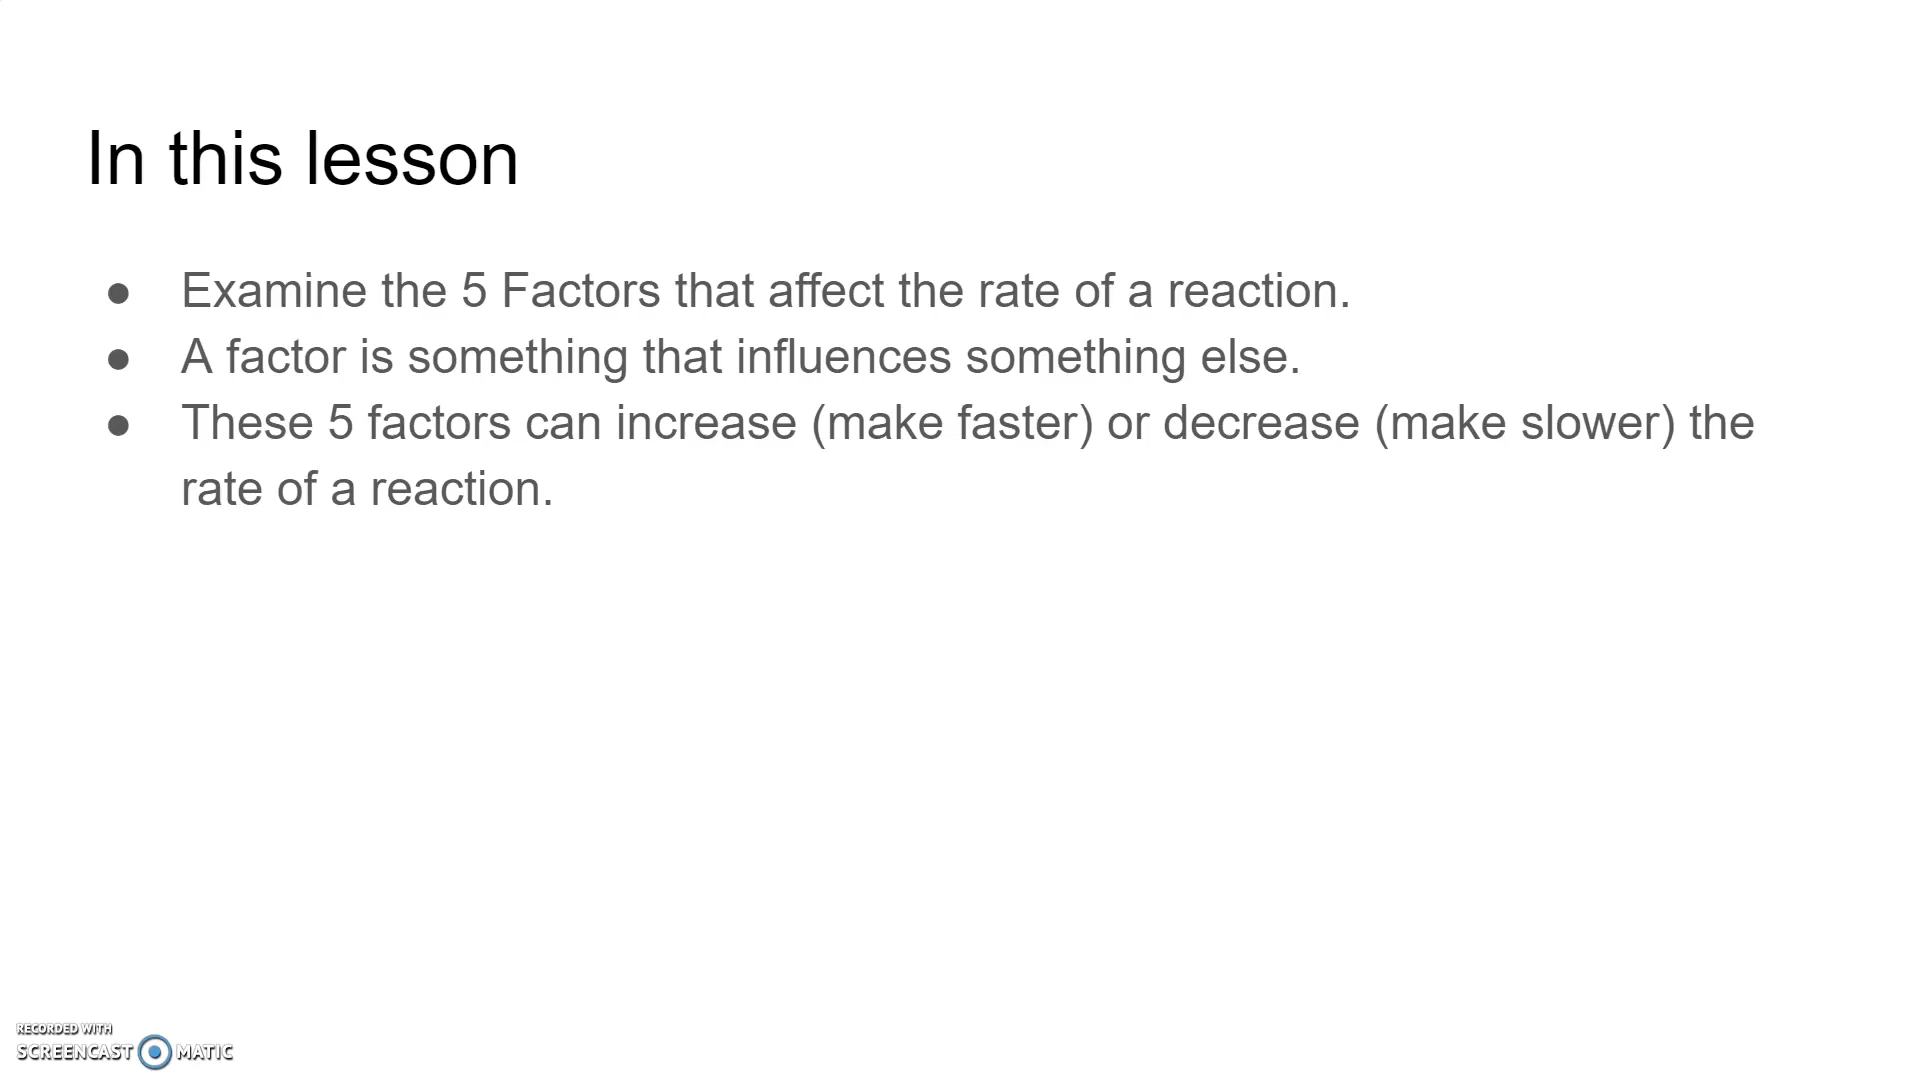 In this lesson
● Examine the 5 Factors that affect the rate of a reaction.
● A factor is something that influences something else.
● These 5 factors can increase (make faster) or decrease (make slower) the
rate of a reaction.
RECORDED WITH
SCREENCAST MATIC